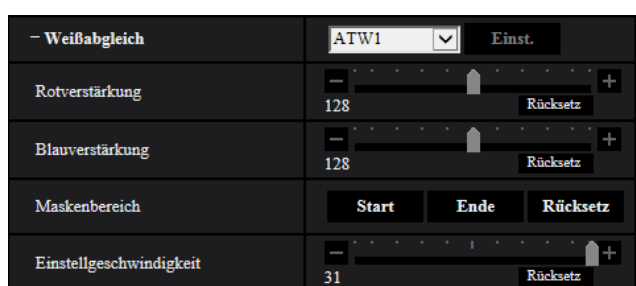 − Weißabgleich ATW1 Einst.
Rotverstärkung − +
128 Rücksetz
Blauverstärkung − +
128 Rücksetz
Maskenbereich Start Ende Rücksetz
Einstellgeschwindigkeit − +
31 Rücksetz